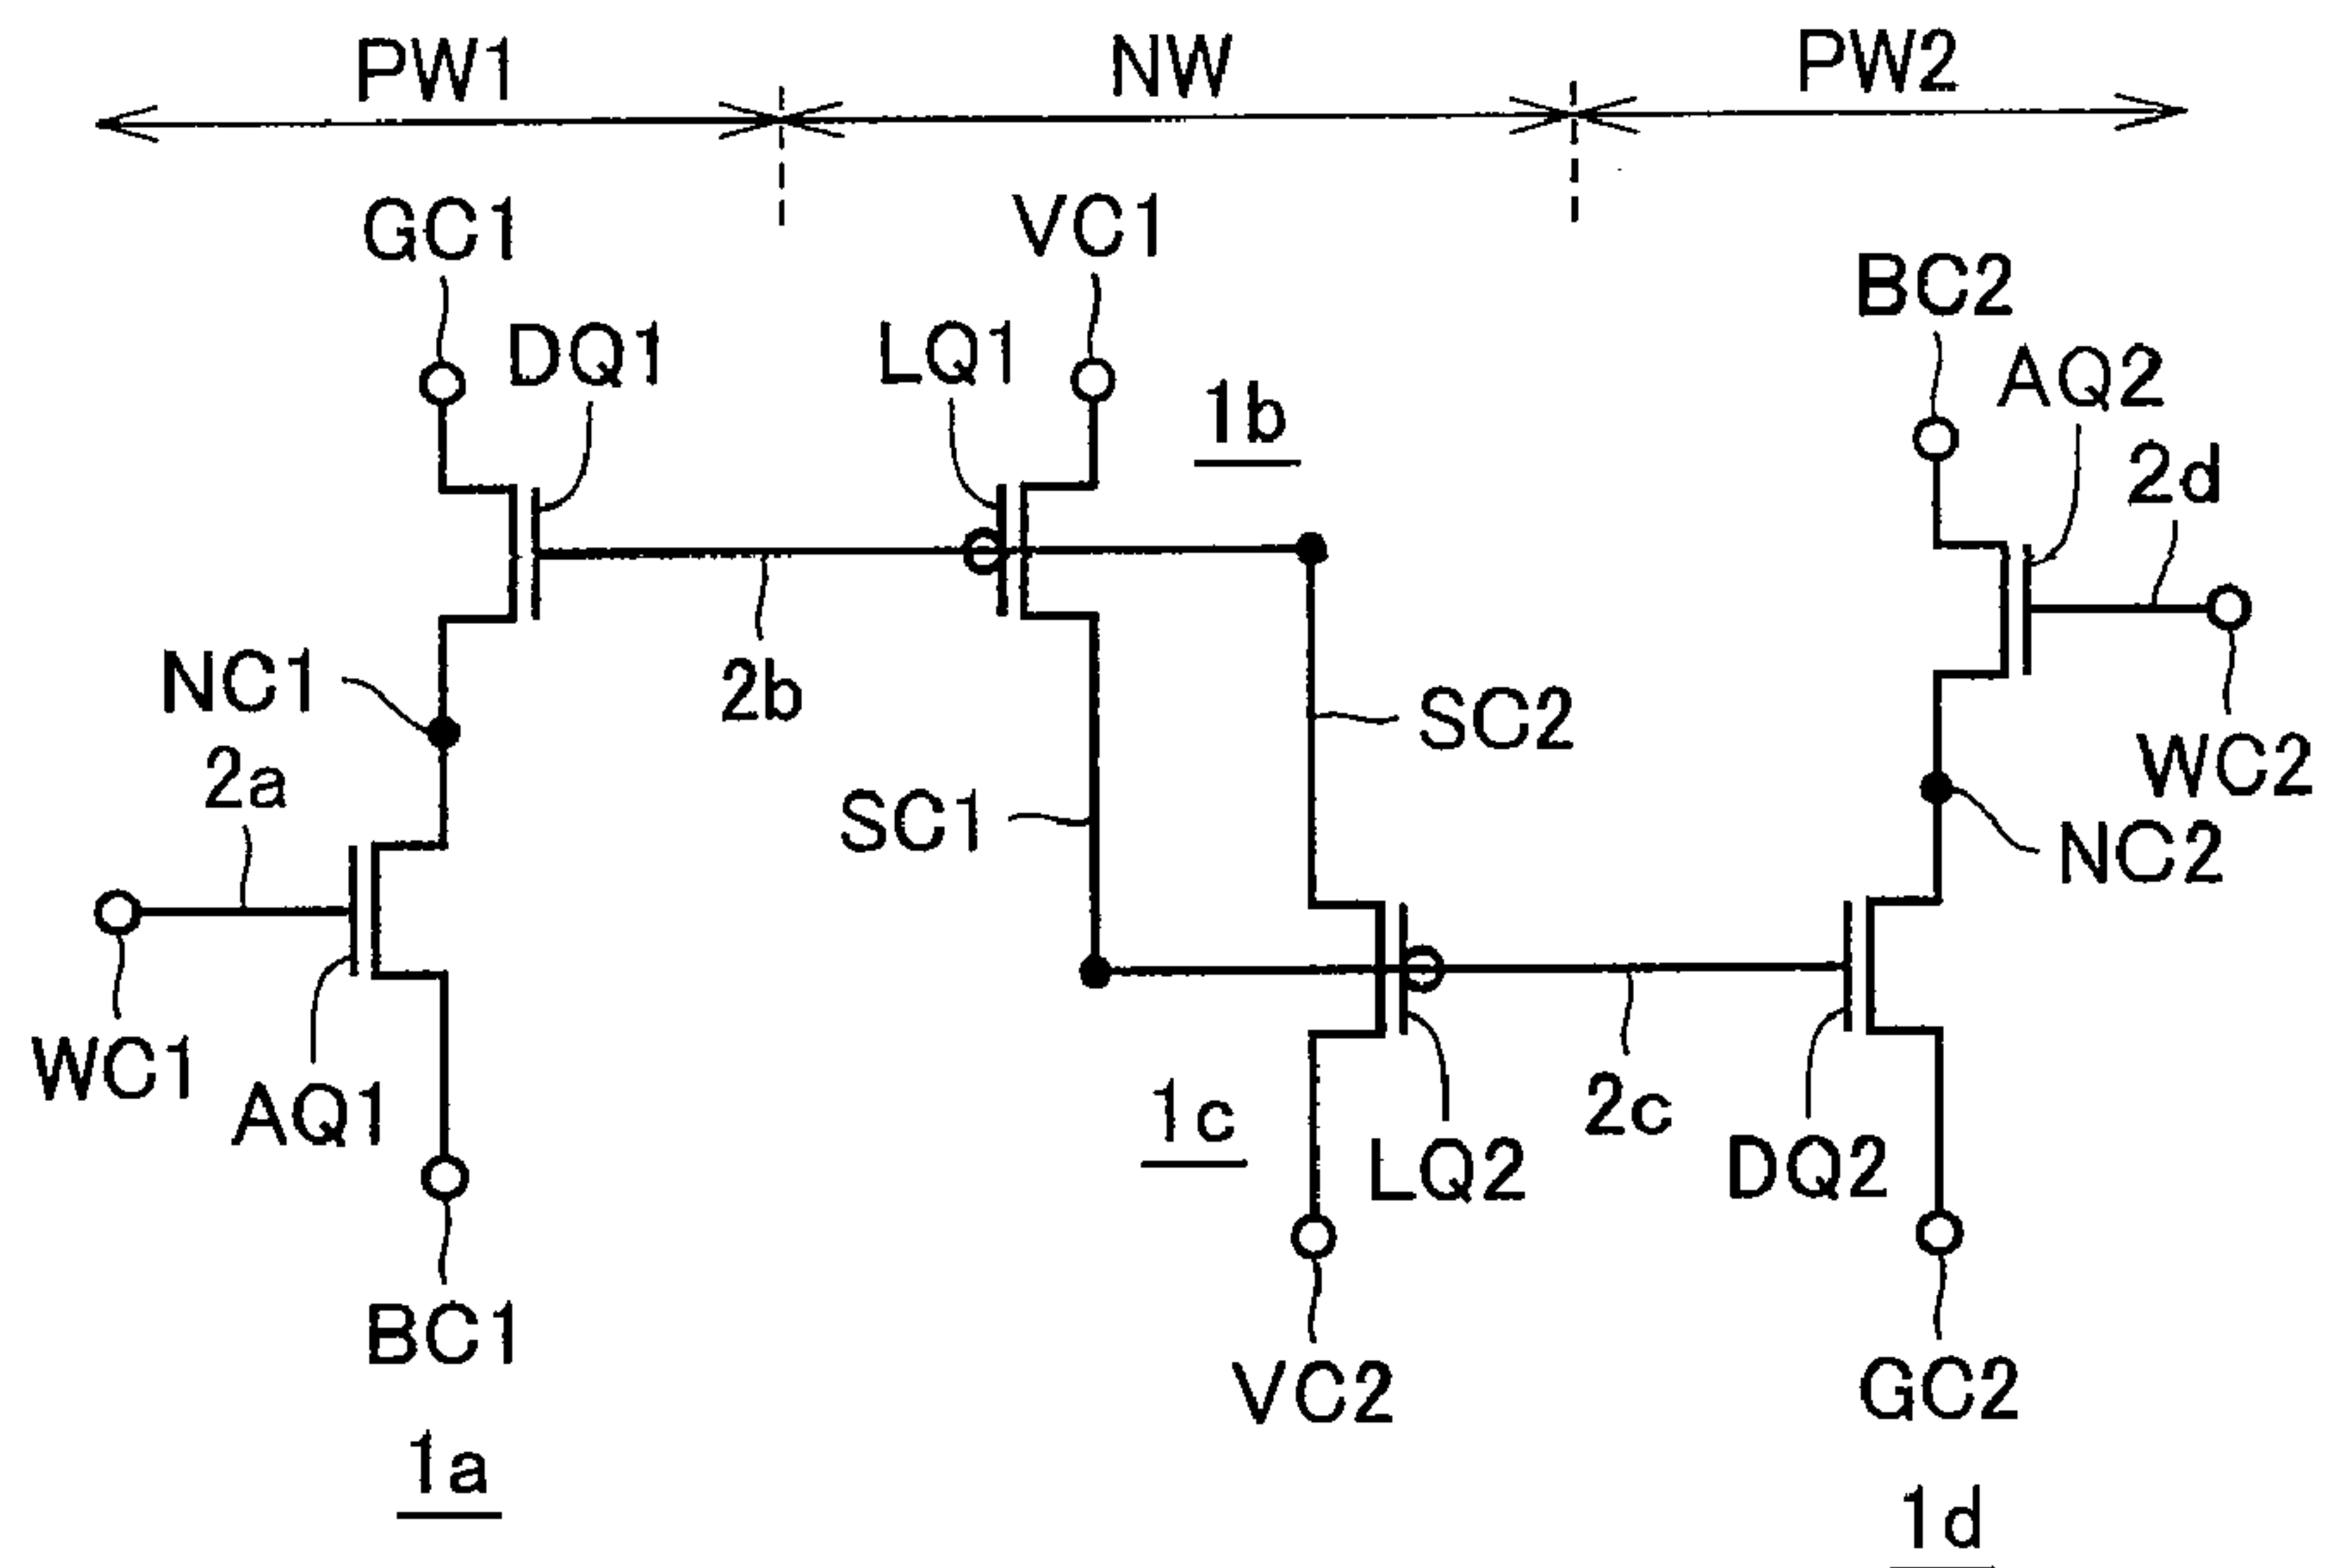 PW1 NW PW2
GC1 VC1
BC2
DQ1 LQ1 AQ2
1b
2d
NC1 2b SC2
2a SC1 WC2
NC2
WC1
AQ1 1c LQ2 2c DQ2
BC1
VC2 GC2
1a
1d